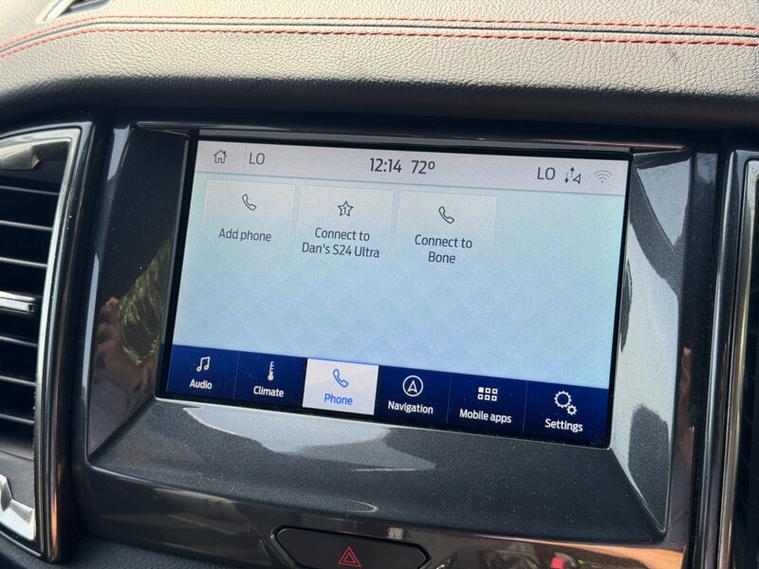 LO 12:14 72º LO
Add phone
Connect to
Dan's S24 Ultra
Connect to
Bone
Audio
Climate
Phone
Navigation
Mobile apps
Settings